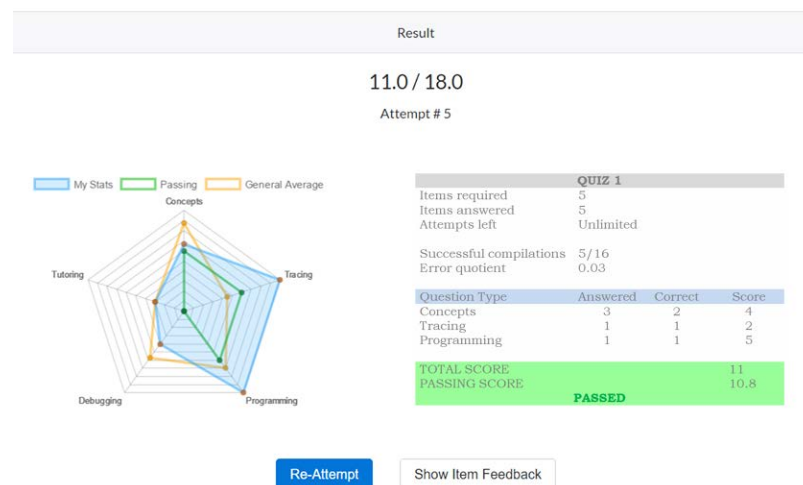 Result
11.0 / 18.0
Attempt # 5
My Stats Passing General Average
Concepts
Tracing
Programming
Debugging
Tutoring
QUIZ 1
Items required 5
Items answered 5
Attempts left Unlimited
Successful compilations 5/16
Error quotient 0.03
Question Type Answered Correct Score
Concepts 3 2 4
Tracing 1 1 2
Programming 1 1 5
TOTAL SCORE 11
PASSING SCORE 10.8
PASSED
Re-Attempt Show Item Feedback